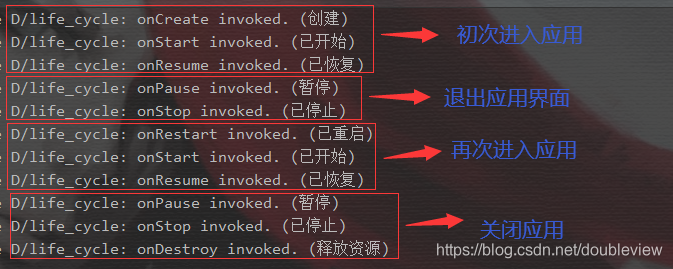 e D/life_cycle: onCreate invoked. (创建)
e D/life_cycle: onStart invoked. (已开始)
e D/life_cycle: onResume invoked. (已恢复)
初次进入应用
e D/life_cycle: onPause invoked. (暂停)
e D/life_cycle: onStop invoked. (已停止)
退出应用界面
e D/life_cycle: onRestart invoked. (已重启)
e D/life_cycle: onStart invoked. (已开始)
e D/life_cycle: onResume invoked. (已恢复)
再次进入应用
e D/life_cycle: onPause invoked. (暂停)
e D/life_cycle: onStop invoked. (已停止)
e D/life_cycle: onDestroy invoked. (释放资源)
关闭应用
https://blog.csdn.net/doubleview